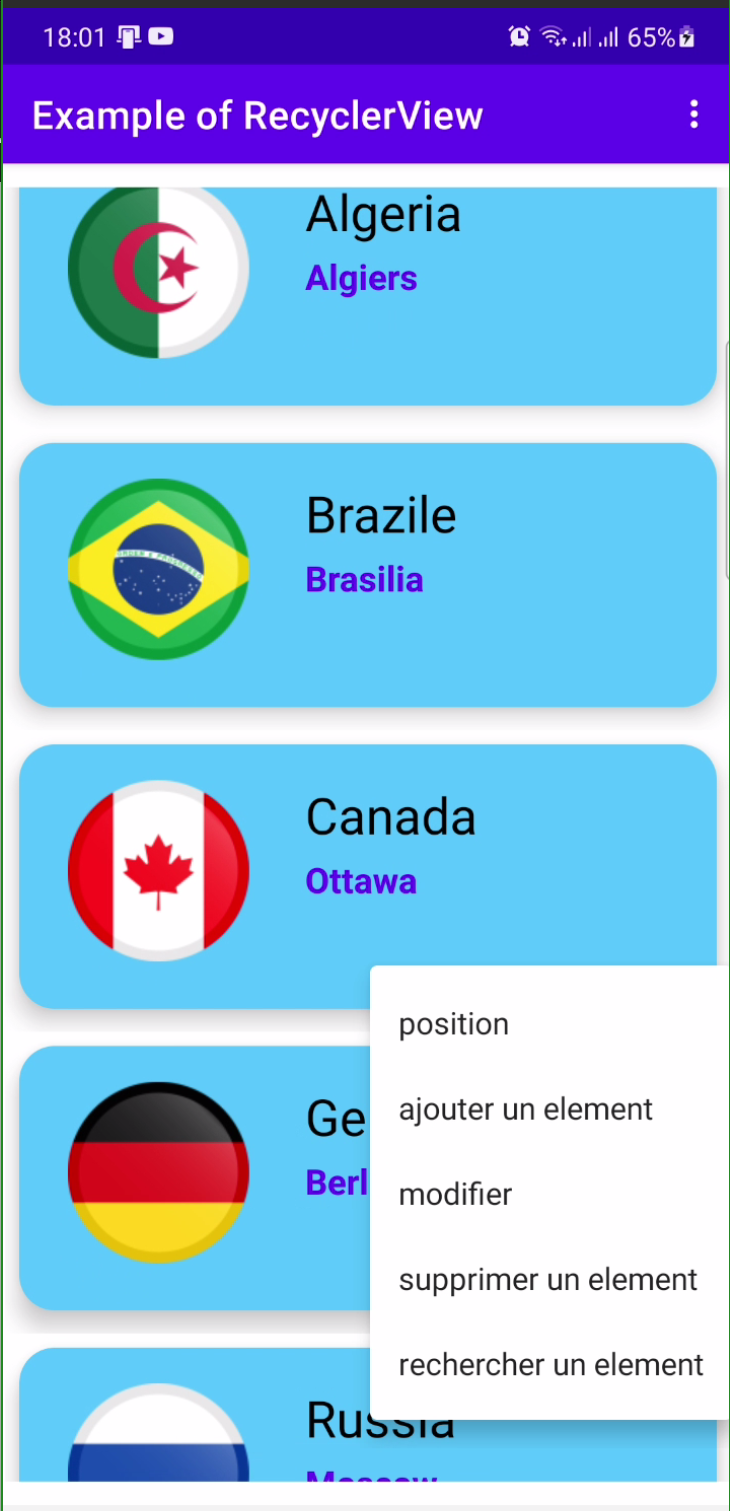 18:01 65%
Example of RecyclerView
Algeria
Algiers
Brazile
Brasilia
Canada
Ottawa
position
ajouter un element
modifier
supprimer un element
rechercher un element
Ge
Berl
Russia
Moscow